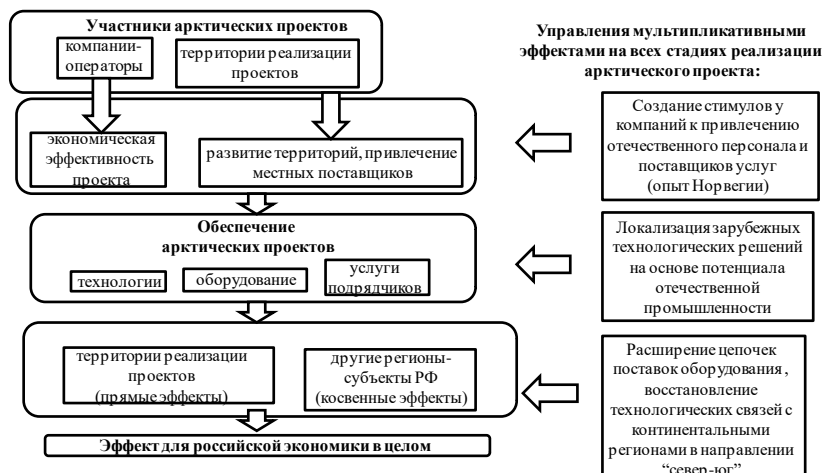 Участники арктических проектов
компании-
операторы
территории реализации
проектов
экономическая
эффективность
проекта
развитие территорий, привлечение
местных поставщиков
Обеспечение
арктических проектов
технологии
оборудование
услуги
подрядчиков
территории реализации
проектов
(прямые эффекты)
другие регионы-
субъекты РФ
(косвенные эффекты)
Эффект для российской экономики в целом
Управления мультипликативными
эффектами на всех стадиях реализации
арктического проекта:
Создание стимулов у
компаний к привлечению
отечественного персонала и
поставщиков услуг
(опыт Норвегии)
Локализация зарубежных
технологических решений
на основе потенциала
отечественной
промышленности
Расширение цепочек
поставок оборудования ,
восстановление
технологических связей с
континентальными
регионами в направлении
“север-юг”